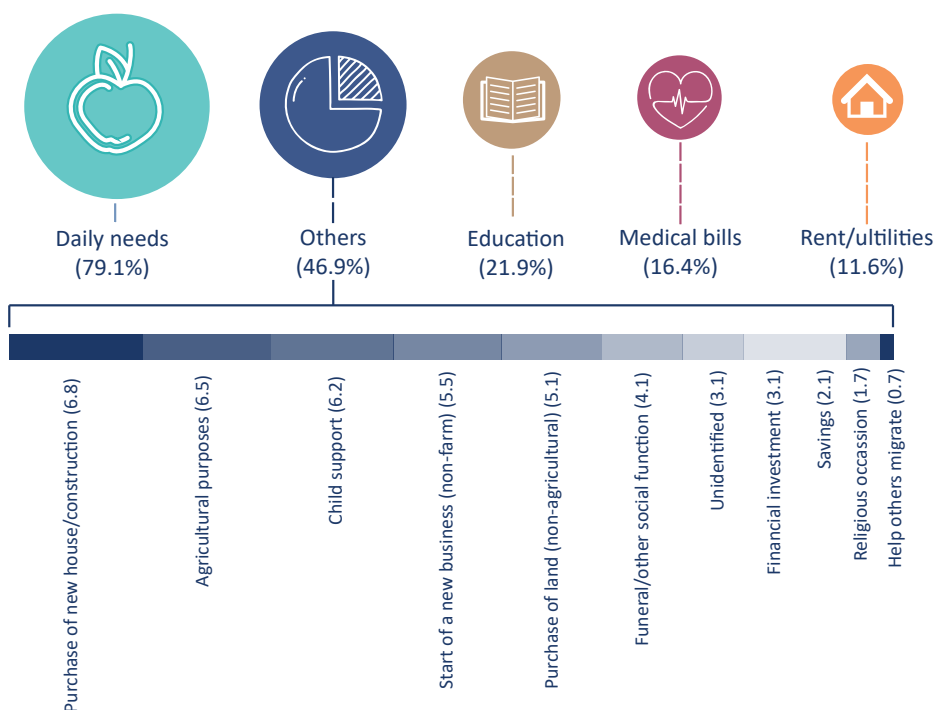 Daily needs
(79.1%)
Others
(46.9%)
Education
(21.9%)
Medical bills
(16.4%)
Rent/ultilities
(11.6%)
Purchase of new house/construction (6.8)
Agricultural purposes (6.5)
Child support (6.2)
Start of a new business (non-farm) (5.5)
Purchase of land (non-agricultural) (5.1)
Funeral/other social function (4.1)
Unidentified (3.1)
Financial investment (3.1)
Savings (2.1)
Religious occassion (1.7)
Help others migrate (0.7)